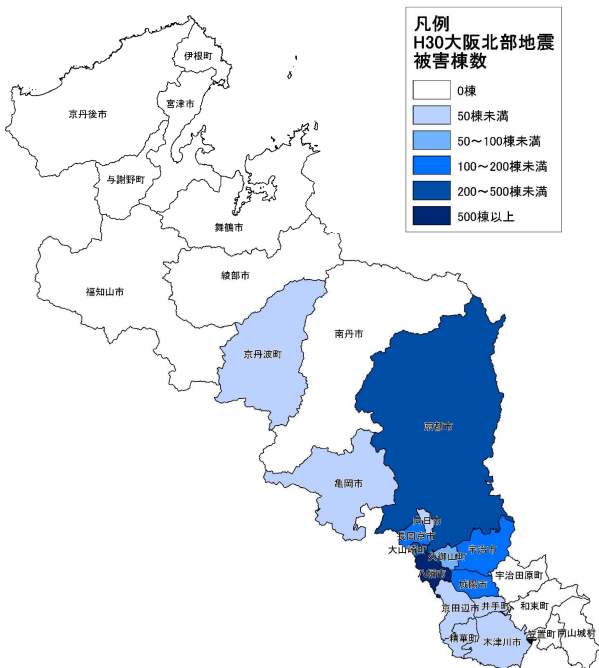 凡例
H30大阪北部地震
被害棟数
0棟
50棟未満
50～100棟未満
100～200棟未満
200～500棟未満
500棟以上
伊根町
京丹後市
宮津市
与謝野町
舞鶴市
綾部市
福知山市
南丹市
京丹波町
京都市
亀岡市
向日市
長岡京市
大山崎町
久御山町
宇治市
八幡市
城陽市
宇治田原町
京田辺市
井手町
和束町
精華町
木津川市
笠置町
南山城村